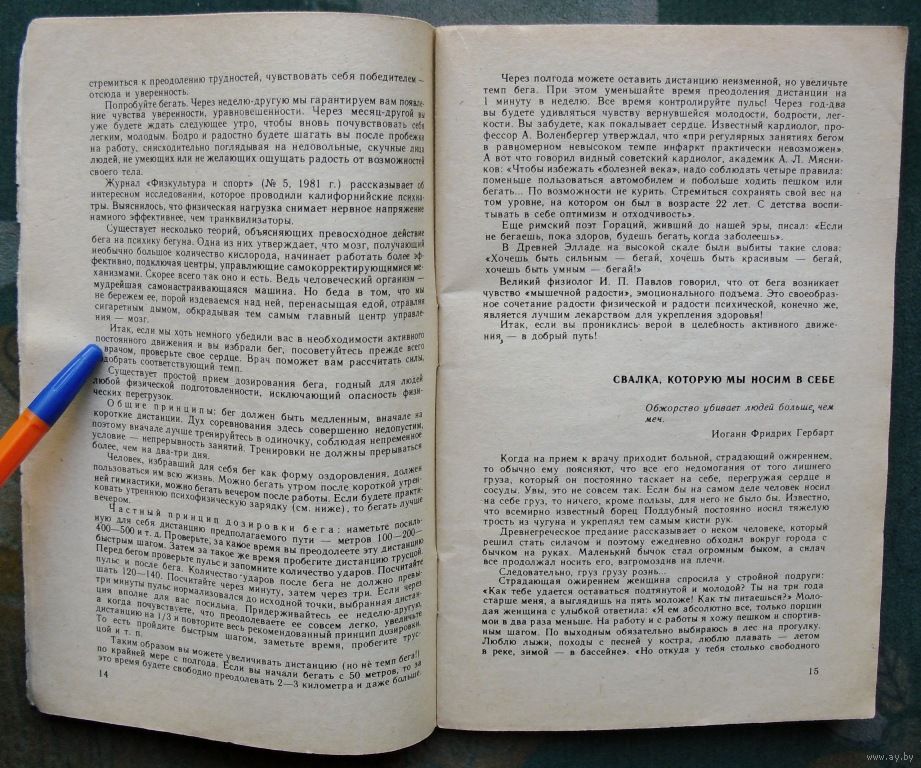 стремиться к преодолению трудностей, чувствовать себя победителем —
отсюда и уверенность.
Попробуйте бегать. Через неделю-другую мы гарантируем вам появле-
ние чувства уверенности, уравновешенности. Через месяц-другой вы
уже будете ждать следующее утро, чтобы вновь почувствовать себя
легким, молодым. Бодро и радостно будете шагать вы после пробежки
на работу, снисходительно поглядывая на недовольные, скучные лица
людей, не умеющих или не желающих ощущать радость от возможностей
своего тела.
Журнал «Физкультура и спорт» (№ 5, 1981 г.) рассказывает об
интересном исследовании, которое проводили калифорнийские психиа-
тры. Выяснилось, что физическая нагрузка снимает нервное напряжение
намного эффективнее, чем транквилизаторы.
Существует несколько теорий, объясняющих превосходное действие
бега на психику бегуна. Одна из них утверждает, что мозг, получающий
необычно большое количество кислорода, начинает работать более эф-
фективно, подключая центры, управляющие самокорректирующимися ме-
ханизмами. Скорее всего так оно и есть. Ведь человеческий организм —
мудрейшая самонастраивающаяся машина. Но беда в том, что мы
не бережем ее, порой издеваемся над ней, перенасыщая едой, отравляя
сигаретным дымом, обкрадывая тем самым главный центр управле-
ния — мозг.
Итак, если мы хоть немного убедили вас в необходимости активного
постоянного движения и вы избрали бег, посоветуйтесь прежде всего
врачом, проверьте свое сердце. Врач поможет вам рассчитать силы,
подобрать соответствующий темп.
Существует простой прием дозирования бега, годный для людей
любой физической подготовленности, исключающий опасность физи-
ческих перегрузок.
Общие принципы: бег должен быть медленным, вначале на
короткие дистанции. Дух соревнования здесь совершенно недопустим,
поэтому вначале лучше тренируйтесь в одиночку, соблюдая непременное
условие — непрерывность занятий. Тренировки не должны прерываться
более, чем на два-три дня.
Человек, избравший для себя бег как форму оздоровления, должен
пользоваться им всю жизнь. Можно бегать утром после короткой утрен-
ней гимнастики, можно бегать вечером после работы. Если будете практи-
ковать утреннюю психофизическую зарядку (см. ниже), то бегать лучше
вечером.
Частный принцип дозировки бега: наметьте посиль-
ную для себя дистанцию предполагаемого пути — метров 100—200—
400—500 и т. д. Проверьте, за какое время вы преодолеете эту дистанцию
быстрым шагом. Затем за такое же время пробегите дистанцию трусцой.
Перед бегом проверьте пульс и запомните количество ударов. Посчитайте
пульс и после бега. Количество ударов после бега не должно превы-
шать 120—140. Посчитайте через минуту, затем через три. Если через
три минуты пульс нормализовался до исходной точки, выбранная дистан-
ция вполне для вас посильна. Придерживайтесь ее неделю-другую,
а когда почувствуете, что преодолеваете ее совсем легко, увеличьте
дистанцию на 1/3 и повторите весь рекомендованный принцип дозировки.
То есть пройдите быстрым шагом, заметьте время, пробегите трус-
цой и т. п.
Таким образом вы можете увеличивать дистанцию (но не темп бега!)
по крайней мере с полгода. Если вы начали бегать с 50 метров, то за
это время будете свободно преодолевать 2—3 километра и даже больше.
14
Через полгода можете оставить дистанцию неизменной, но увеличьте
темп бега. При этом уменьшайте время преодоления дистанции на
1 минуту в неделю. Все время контролируйте пульс! Через год-два
вы будете удивляться чувству вернувшейся молодости, бодрости, лег-
кости. Вы забудете, как покалывает сердце. Известный кардиолог, про-
фессор А. Воленбергер утверждал, что при регулярных занятиях бегом
в равномерном невысоком темпе инфаркт практически невозможен».
А вот что говорил видный советский кардиолог, академик А. Л. Мясни-
ков: «Чтобы избежать «болезней века», надо соблюдать четыре правила:
поменьше пользоваться автомобилем и побольше ходить пешком или
бегать... По возможности не курить. Стремиться сохранять свой вес на
том уровне, на котором он был в возрасте 22 лет. С детства воспи-
тывать в себе оптимизм и отходчивость».
Еще римский поэт Гораций, живший до нашей эры, писал: «Если
не бегаешь, пока здоров, будешь бегать, когда заболеешь».
В Древней Элладе на высокой скале были выбиты такие слова:
«Хочешь быть сильным — бегай, хочешь быть красивым — бегай,
хочешь быть умным — бегай!»
Великий физиолог И. П. Павлов говорил, что от бега возникает
чувство «мышечной радости», эмоционального подъема. Это своеобраз-
ное сочетание радости физической и радости психической, конечно же,
является лучшим лекарством для укрепления здоровья!
Итак, если вы прониклись верой в целебность активного движе-
ния, — в добрый путь!
СВАЛКА, КОТОРУЮ МЫ НОСИМ В СЕБЕ
Обжорство убивает людей больше, чем
меч.
Иоганн Фридрих Гербарт
Когда на прием к врачу приходит больной, страдающий ожирением,
то обычно ему поясняют, что все его недомогания от того лишнего
груза, который он постоянно таскает на себе, перегружая сердце и
сосуды. Увы, это не совсем так. Если бы на самом деле человек носил
на себе груз, то ничего, кроме пользы, для него не было бы. Известно,
что всемирно известный борец Поддубный постоянно носил тяжелую
трость из чугуна и укреплял тем самым кисти рук.
Древнегреческое предание рассказывает о неком человеке, который
решил стать силачом и поэтому ежедневно обходил вокруг города с
бычком на руках. Маленький бычок стал огромным быком, а силач
все продолжал носить его, взгромоздив на плечи.
Следовательно, груз грузу рознь...
Страдающая ожирением женщина спросила у стройной подруги:
«Как тебе удается оставаться подтянутой и молодой? Ты на три года
старше меня, а выглядишь на пять моложе! Как ты питаешься?» Моло-
дая женщина с улыбкой ответила: «Я ем абсолютно все, только порции
мои в два раза меньше. На работу и с работы я хожу пешком и спортив-
ным шагом. По выходным обязательно выбираюсь в лес на прогулку.
Люблю лыжи, походы с песней у костра, люблю плавать — летом
в реке, зимой — в бассейне». «Но откуда у тебя столько свободного
15
www.ay.by